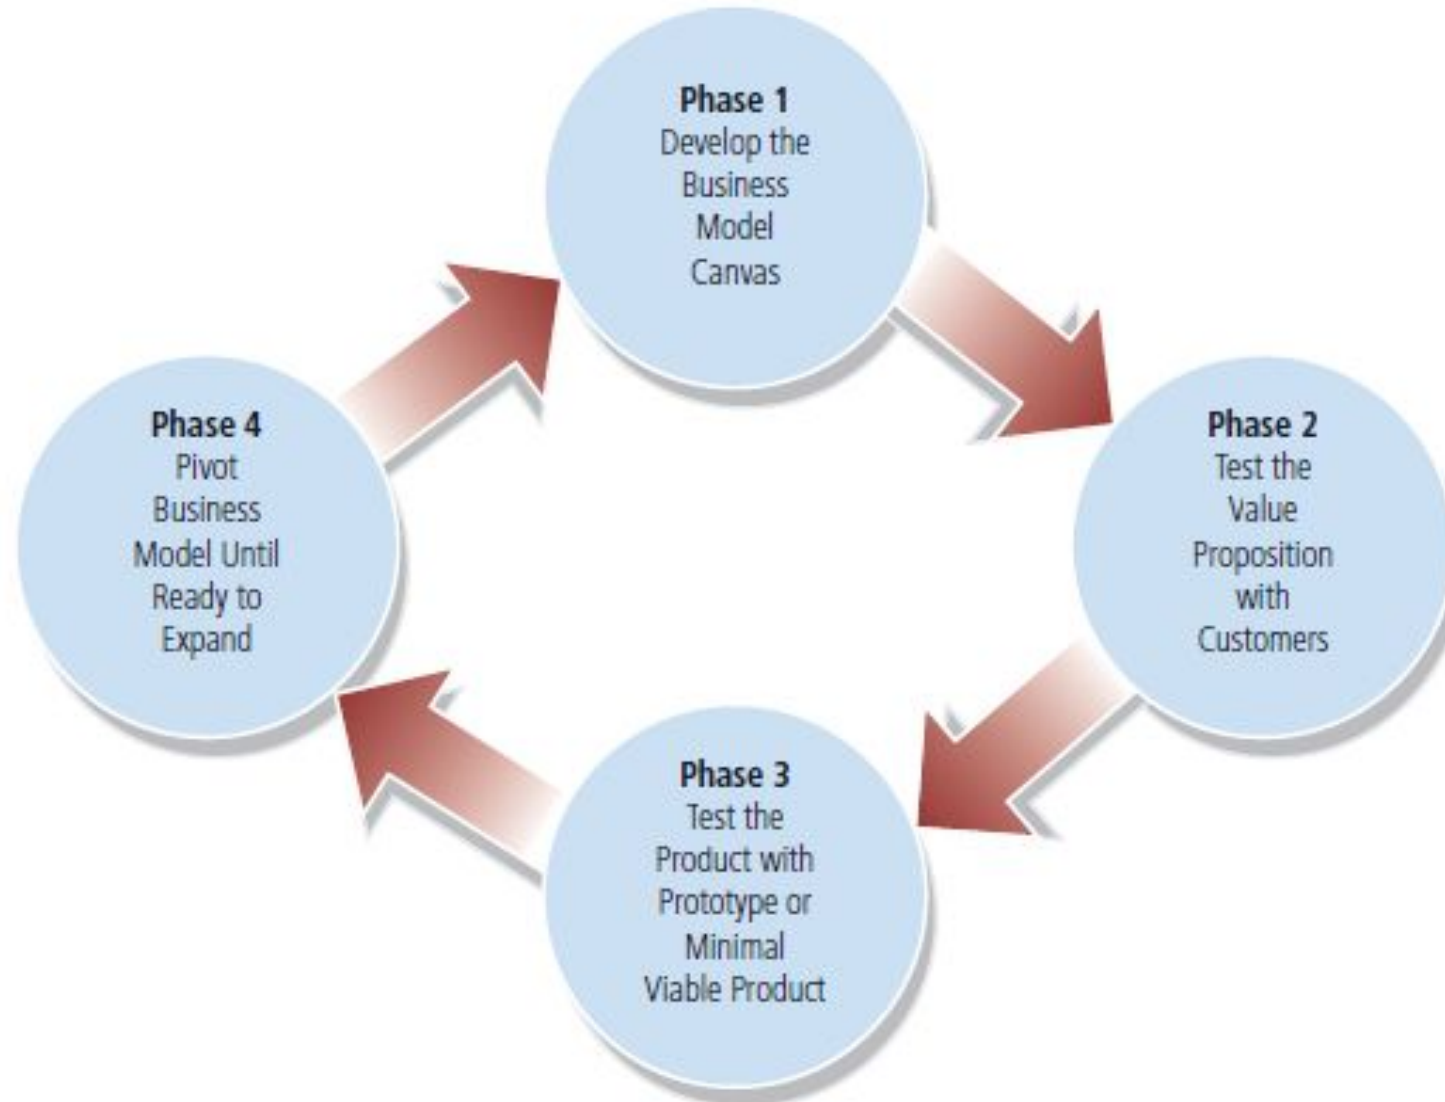 Phase 1
Develop the
Business
Model
Canvas
Phase 2
Test the
Value
Proposition
with
Customers
Phase 3
Test the
Product with
Prototype or
Minimal
Viable Product
Phase 4
Pivot
Business
Model Until
Ready to
Expand